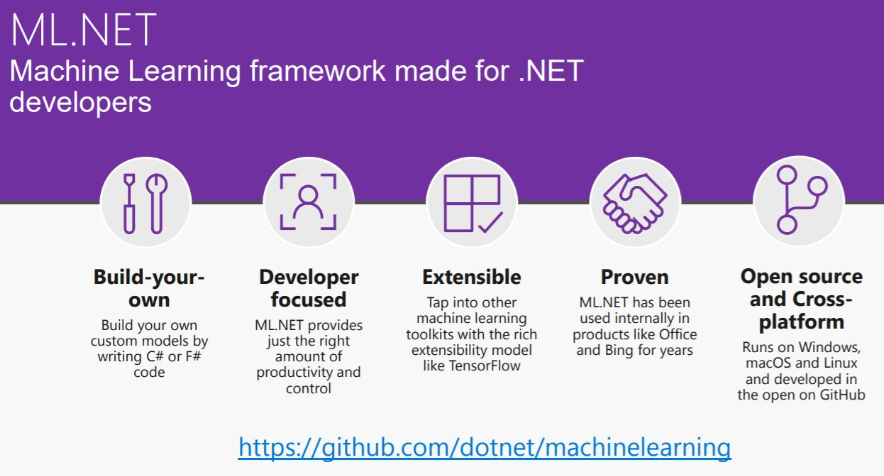 ML.NET
Machine Learning framework made for .NET
developers
Build-your-
own
Build your own
custom models by
writing C# or F#
code
Developer
focused
ML.NET provides
just the right
amount of
productivity and
control
Extensible
Tap into other
machine learning
toolkits with the rich
extensibility model
like TensorFlow
Proven
ML.NET has been
used internally in
products like Office
and Bing for years
Open source
and Cross-
platform
Runs on Windows,
macOS and Linux
and developed in
the open on GitHub
https://github.com/dotnet/machinelearning